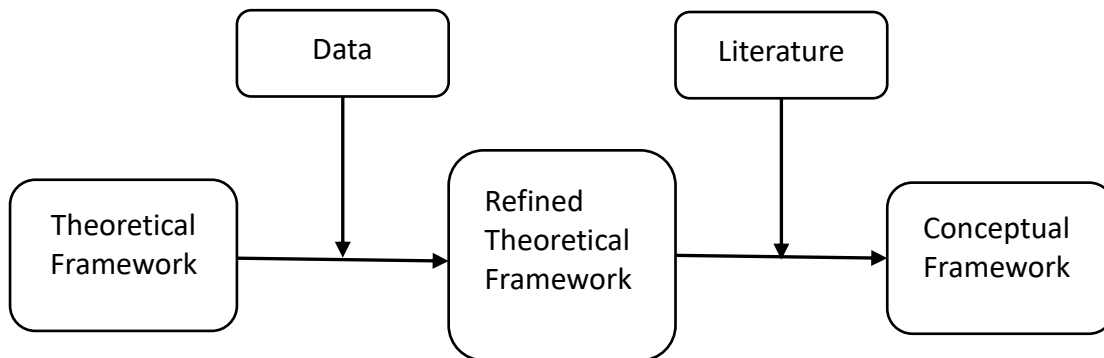 Data
Literature
Theoretical
Framework
Refined
Theoretical
Framework
Conceptual
Framework